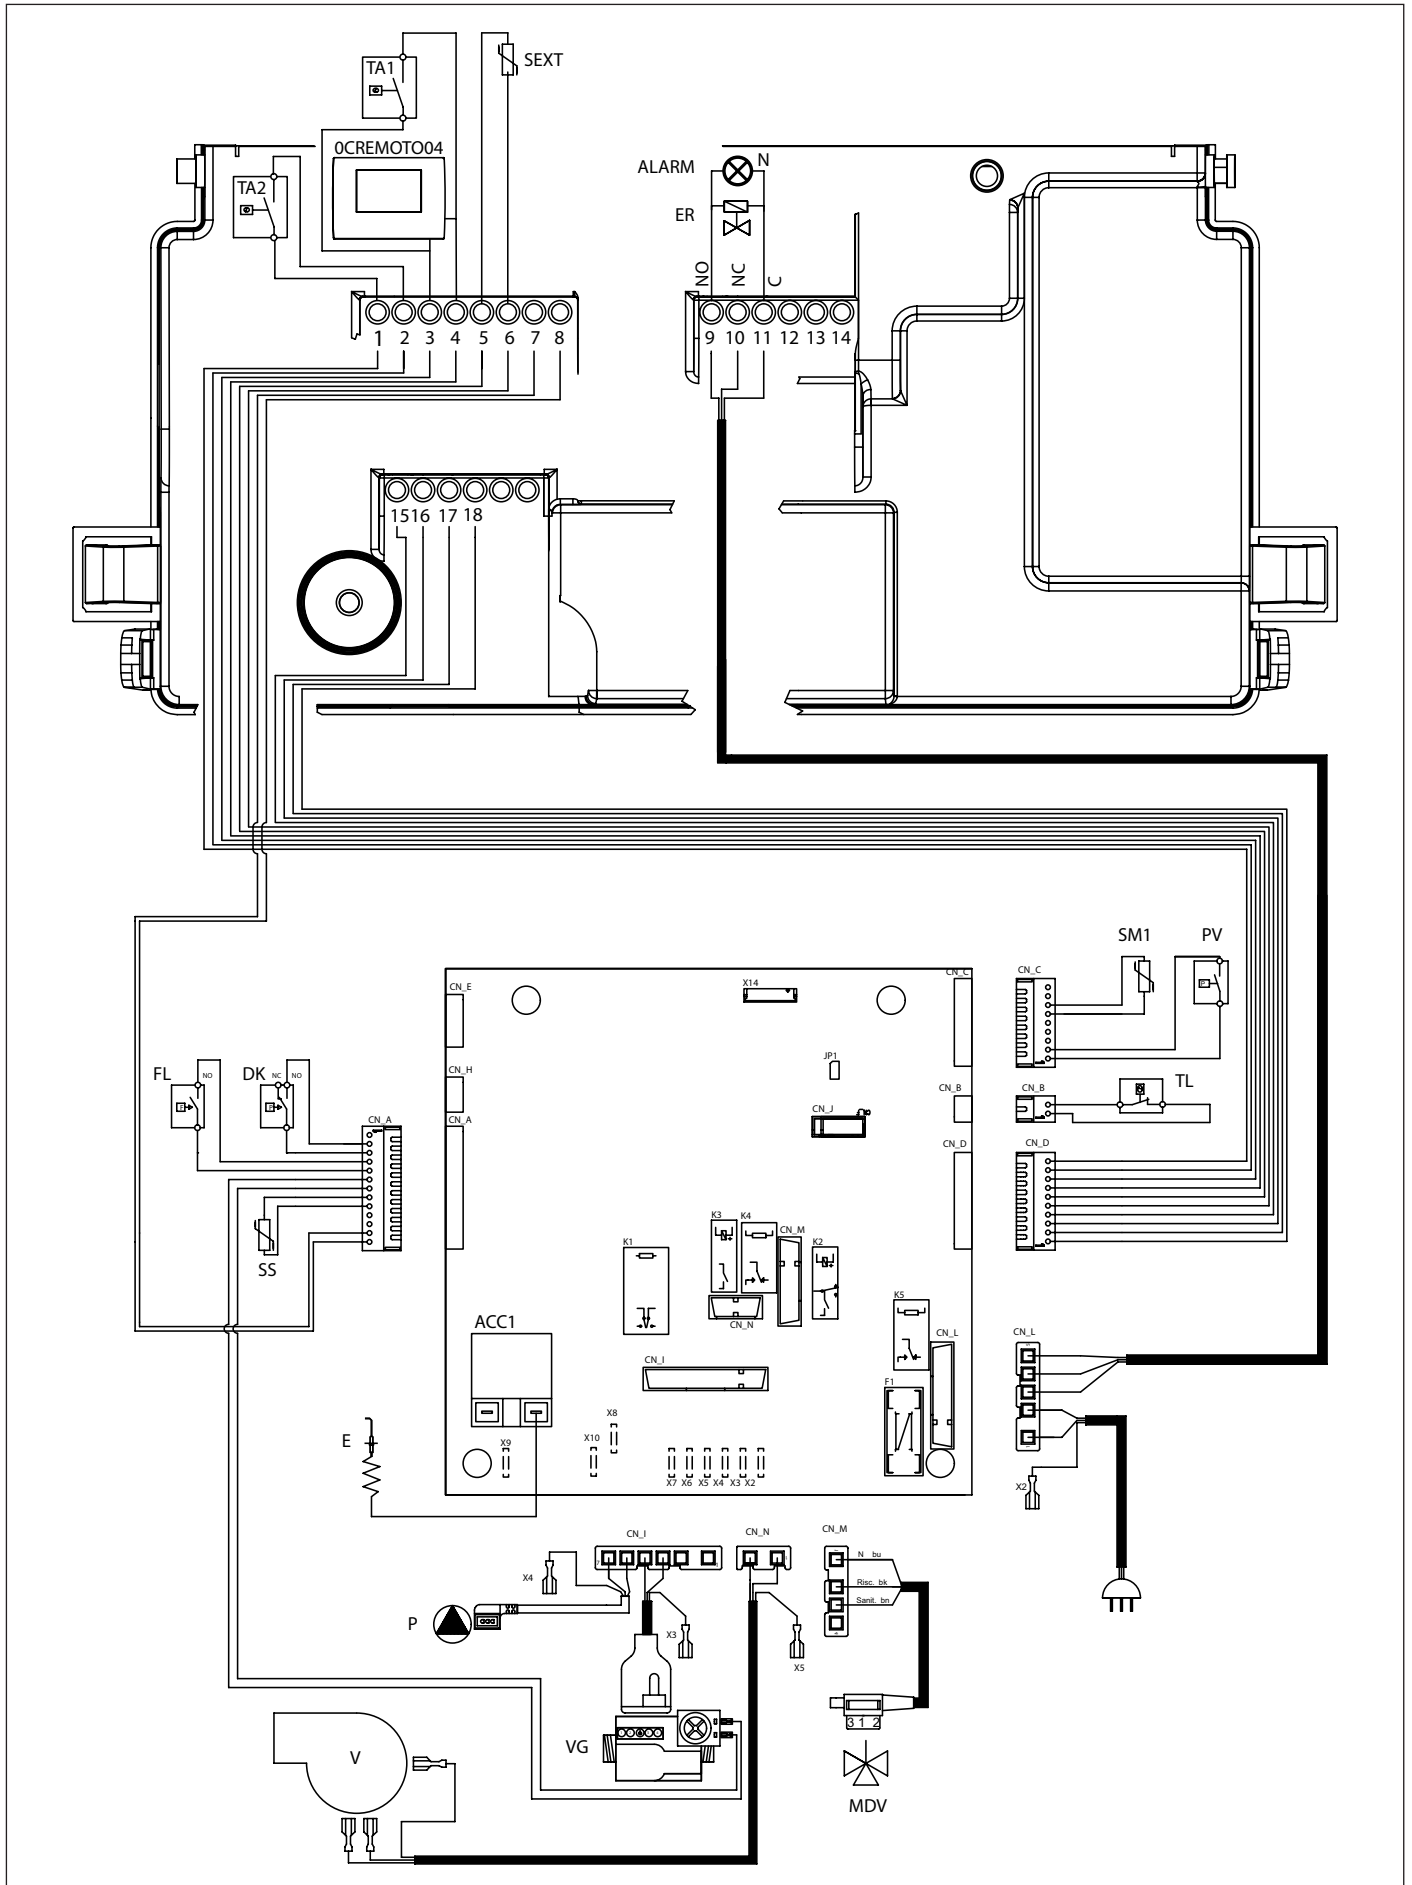 TA1
SEXT
0CREMOTO04
TA2
ALARM
N
ER
NO
NC
C
1 2 3 4 5 6 7 8
9 10 11 12 13 14
15 16 17 18
SM1
PV
CN_C
CN_E
X14
CN_C
FL
NO
DK
NC
NO
CN_A
CN_H
JP1
CN_B
CN_B
TL
CN_A
CN_J
CN_D
CN_D
SS
K1
K3
K4
CN_M
K2
CN_N
K5
CN_L
CN_L
ACC1
CN_I
F1
E
X9
X10
X8
X7 X6 X5 X4 X3 X2
X2
CN_I
CN_N
CN_M
N bu
Risc. bk
Sanit. bn
X4
P
X3
X5
VG
V
3 1 2
MDV